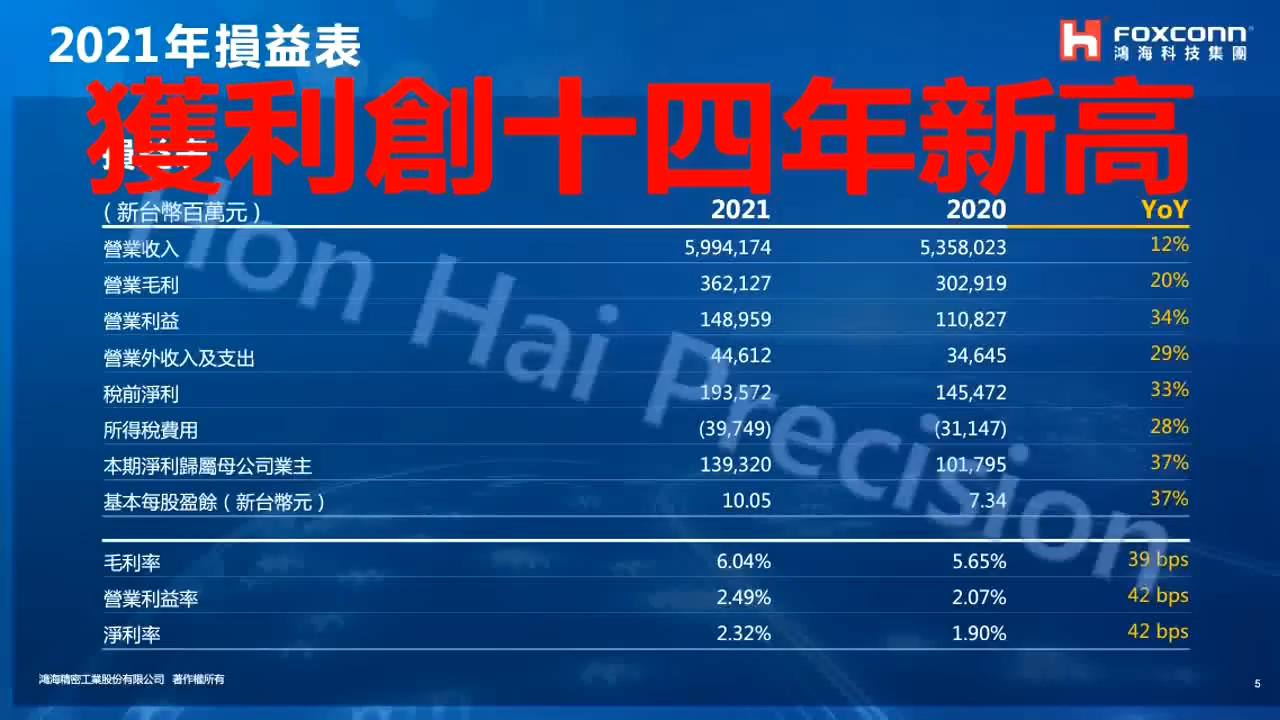 2021年損益表
FOXCONN
鴻海科技集團
獲利創十四年新高
損益表
(新台幣百萬元) 2021 2020 YoY
營業收入 5,994,174 5,358,023 12%
營業毛利 362,127 302,919 20%
營業利益 148,959 110,827 34%
營業外收入及支出 44,612 34,645 29%
稅前淨利 193,572 145,472 33%
所得稅費用 (39,749) (31,147) 28%
本期淨利歸屬母公司業主 139,320 101,795 37%
基本每股盈餘(新台幣元) 10.05 7.34 37%
毛利率 6.04% 5.65% 39 bps
營業利益率 2.49% 2.07% 42 bps
淨利率 2.32% 1.90% 42 bps
Hon Hai Precision
鴻海精密工業股份有限公司 著作權所有
5